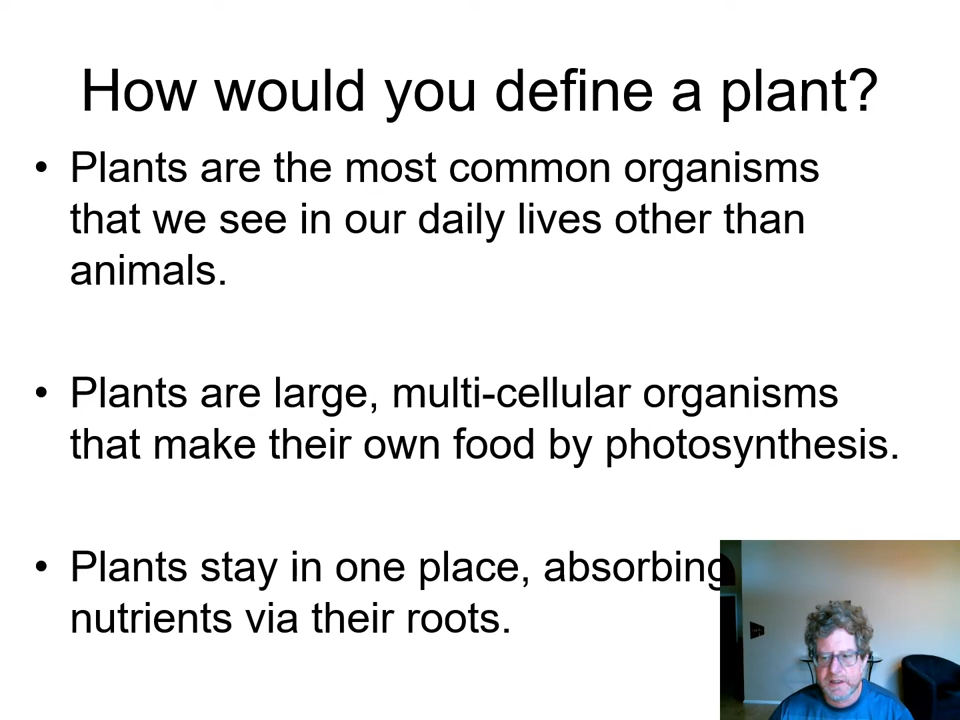 How would you define a plant?
• Plants are the most common organisms
that we see in our daily lives other than
animals.
• Plants are large, multi-cellular organisms
that make their own food by photosynthesis.
• Plants stay in one place, absorbing
nutrients via their roots.